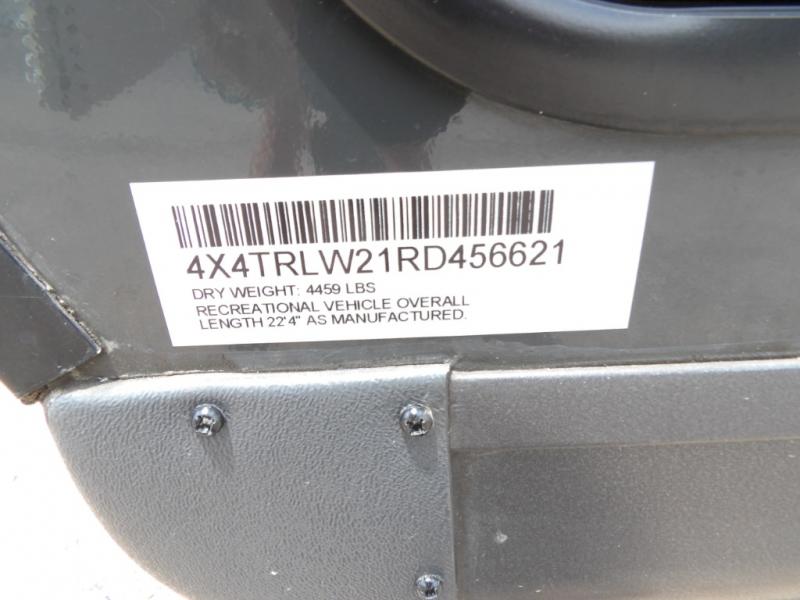 4X4TRLW21RD456621
DRY WEIGHT: 4459 LBS
RECREATIONAL VEHICLE OVERALL
LENGTH 22'4" AS MANUFACTURED.